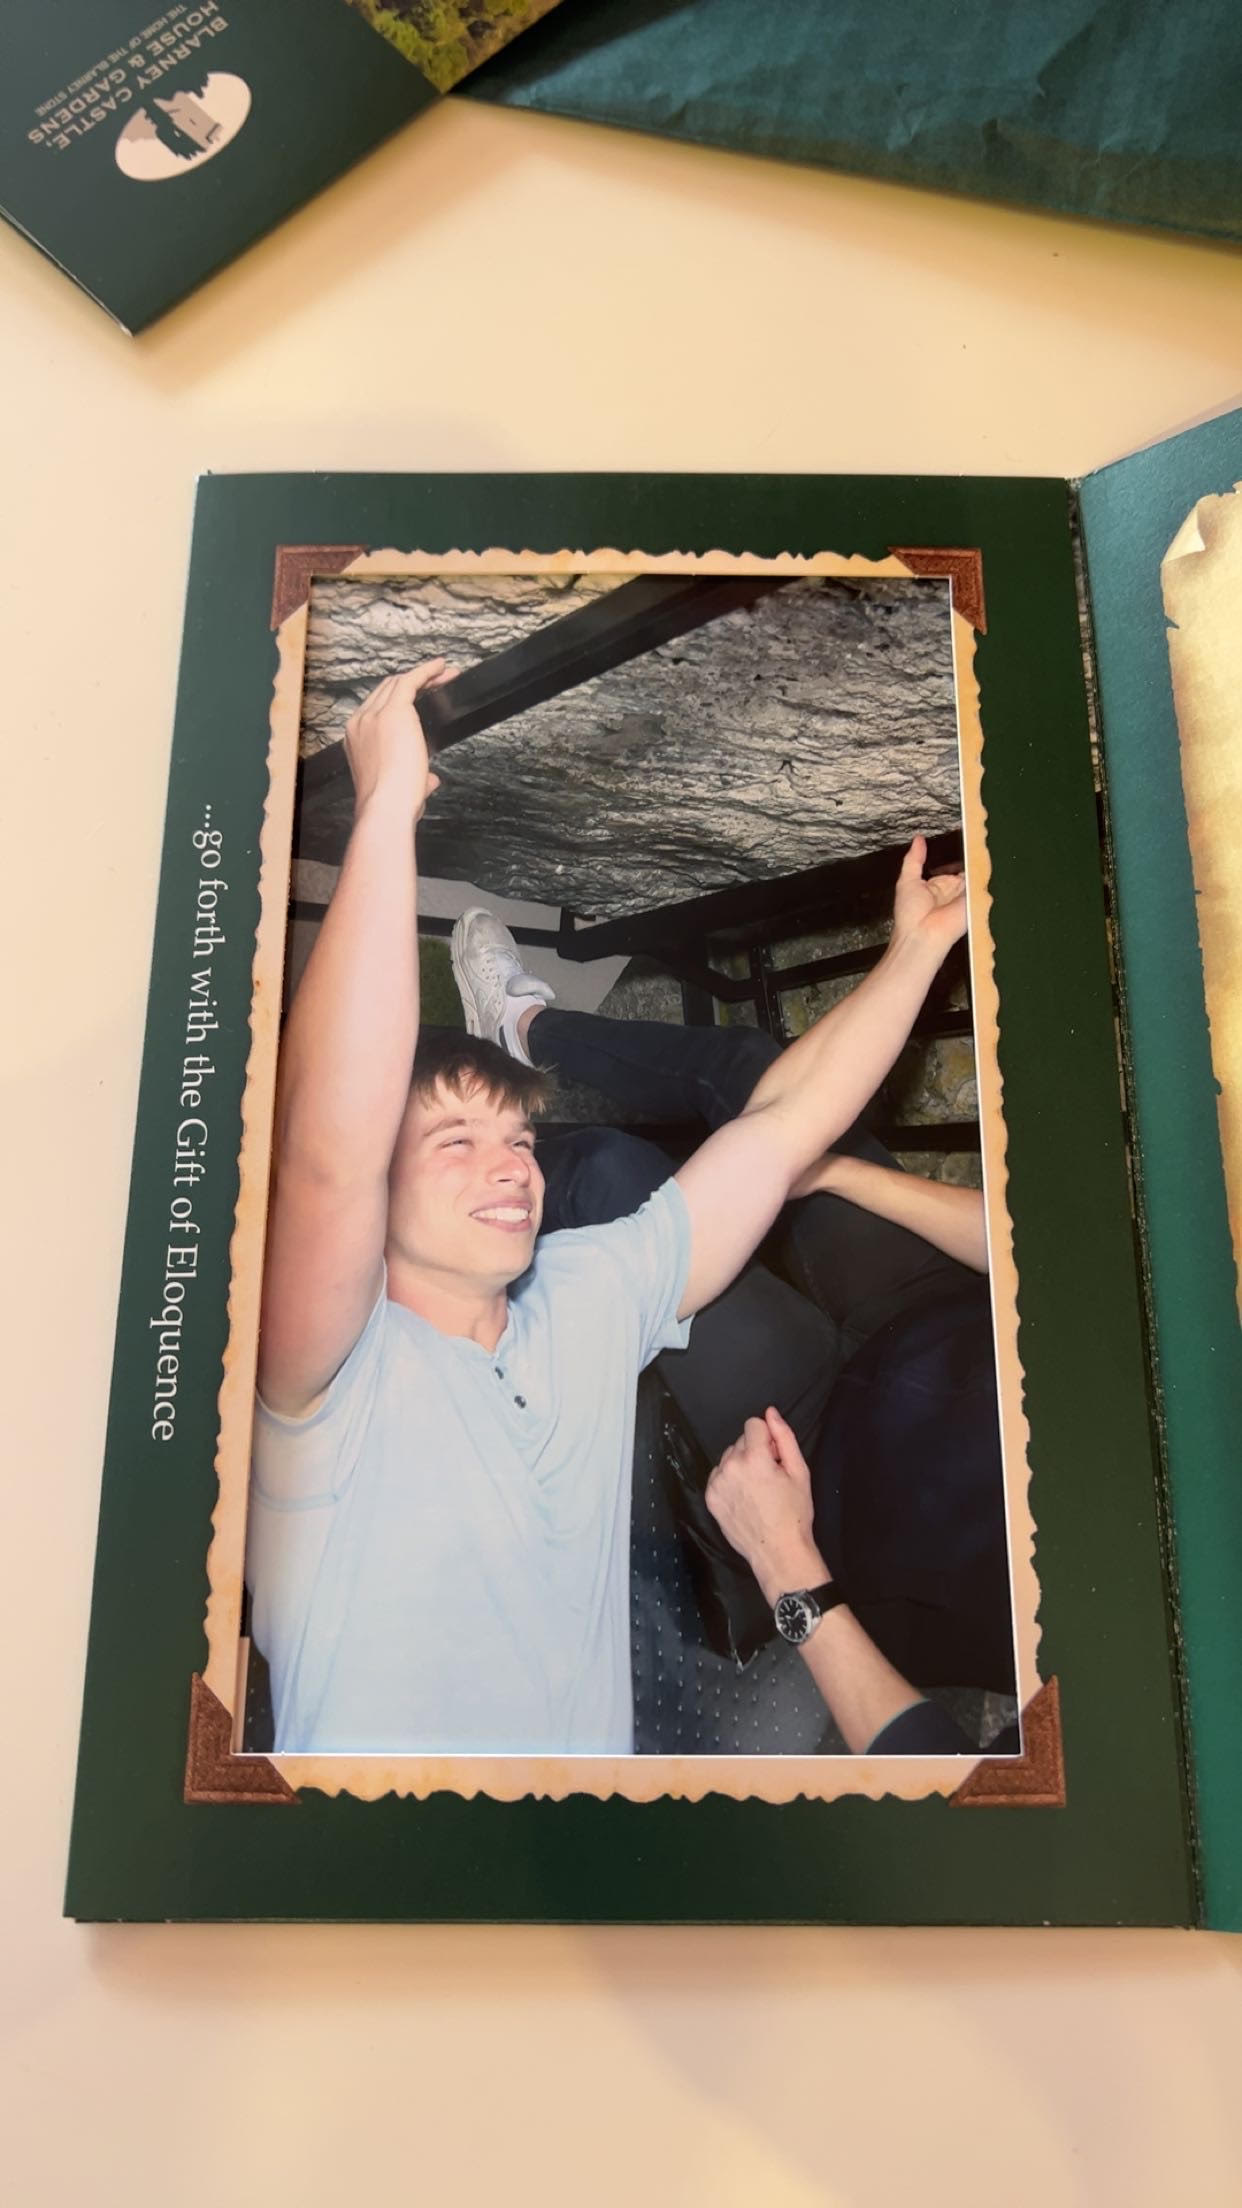 BLARNEY CASTLE,
HOUSE & GARDENS
THE HOME OF THE BLARNEY STONE
...go forth with the Gift of Eloquence